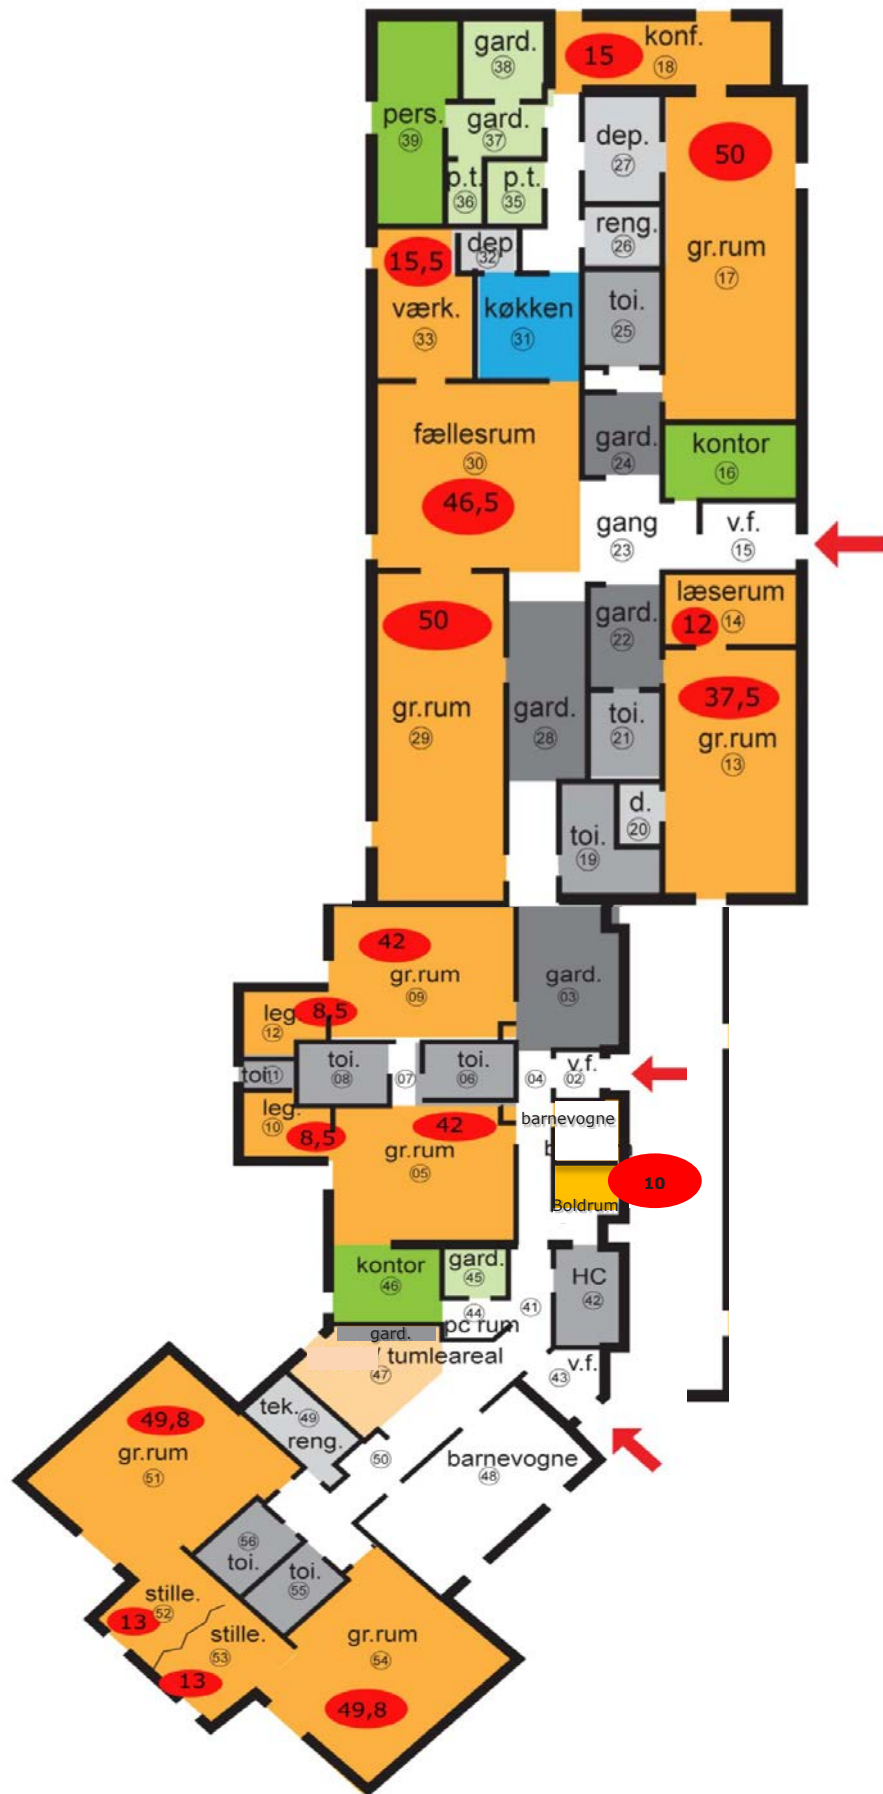 gard.
38
15
konf.
18
pers.
39
gard.
37
dep.
27
50
p.t.
36
p.t.
35
reng.
26
gr.rum
17
15,5
dep
32
værk.
33
køkken
31
toi.
25
fællesrum
30
46,5
gard.
24
kontor
16
gang
23
v.f.
15
læserum
12
14
50
gard.
22
37,5
gr.rum
13
gr.rum
29
gard.
28
toi.
21
d.
20
toi.
19
42
gr.rum
09
gard.
03
leg.
12
8,5
toi.
11
toi.
08
07
toi.
06
04
v.f.
02
leg.
10
8,5
42
gr.rum
05
barnevogne
10
Boldrum
kontor
46
gard.
45
HC
42
44
41
pc rum
gard.
/ tumleareal
47
v.f.
43
tek.
49
reng.
49,8
gr.rum
51
50
barnevogne
48
56
toi.
toi.
55
stille.
52
13
stille.
53
13
gr.rum
54
49,8